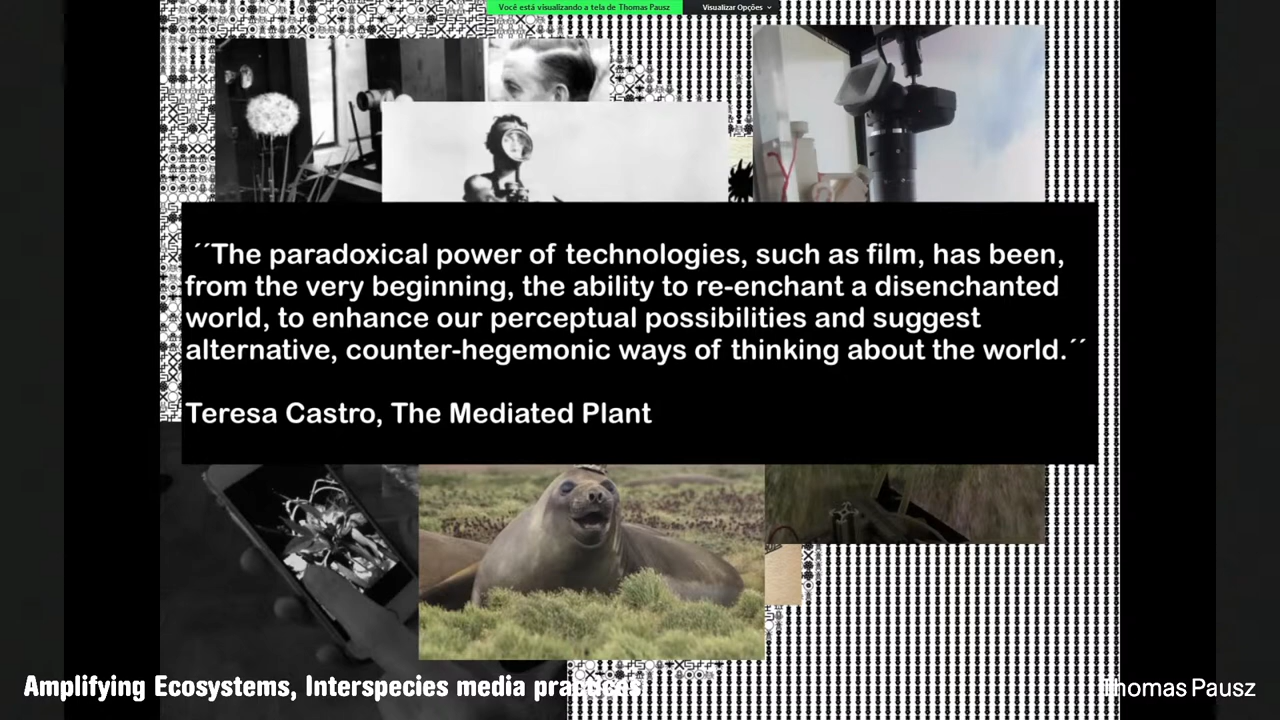 Você está visualizando a tela de Thomas Pausz
Visualizar Opções
´´The paradoxical power of technologies, such as film, has been,
from the very beginning, the ability to re-enchant a disenchanted
world, to enhance our perceptual possibilities and suggest
alternative, counter-hegemonic ways of thinking about the world.´´
Teresa Castro, The Mediated Plant
Amplifying Ecosystems, Interspecies media practices
Thomas Pausz